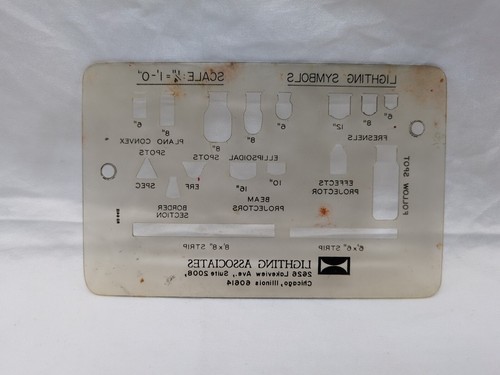 LIGHTING SYMBOLS SCALE: ¼" = 1'-0"
12" 8" 6"
FRESNELS
8" 8" 6"
ELLIPSOIDAL SPOTS
8" 6"
PLANO CONVEX SPOTS
FOLLOW SPOT
EFFECTS PROJECTOR
10" 16"
BEAM PROJECTORS
ERF
BORDER SECTION
SPEC
6'x6" STRIP
8'x8" STRIP
LIGHTING ASSOCIATES
2626 Lakeview Ave., Suite 2008,
Chicago, Illinois 60614